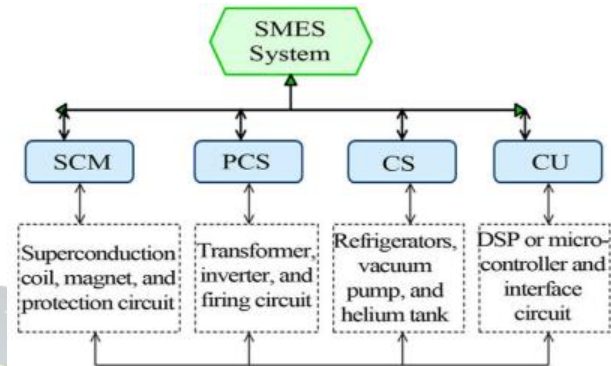 SMES
System
SCM
PCS
CS
CU
Superconduction
coil, magnet, and
protection circuit
Transformer,
inverter, and
firing circuit
Refrigerators,
vacuum
pump, and
helium tank
DSP or micro-
controller and
interface
circuit